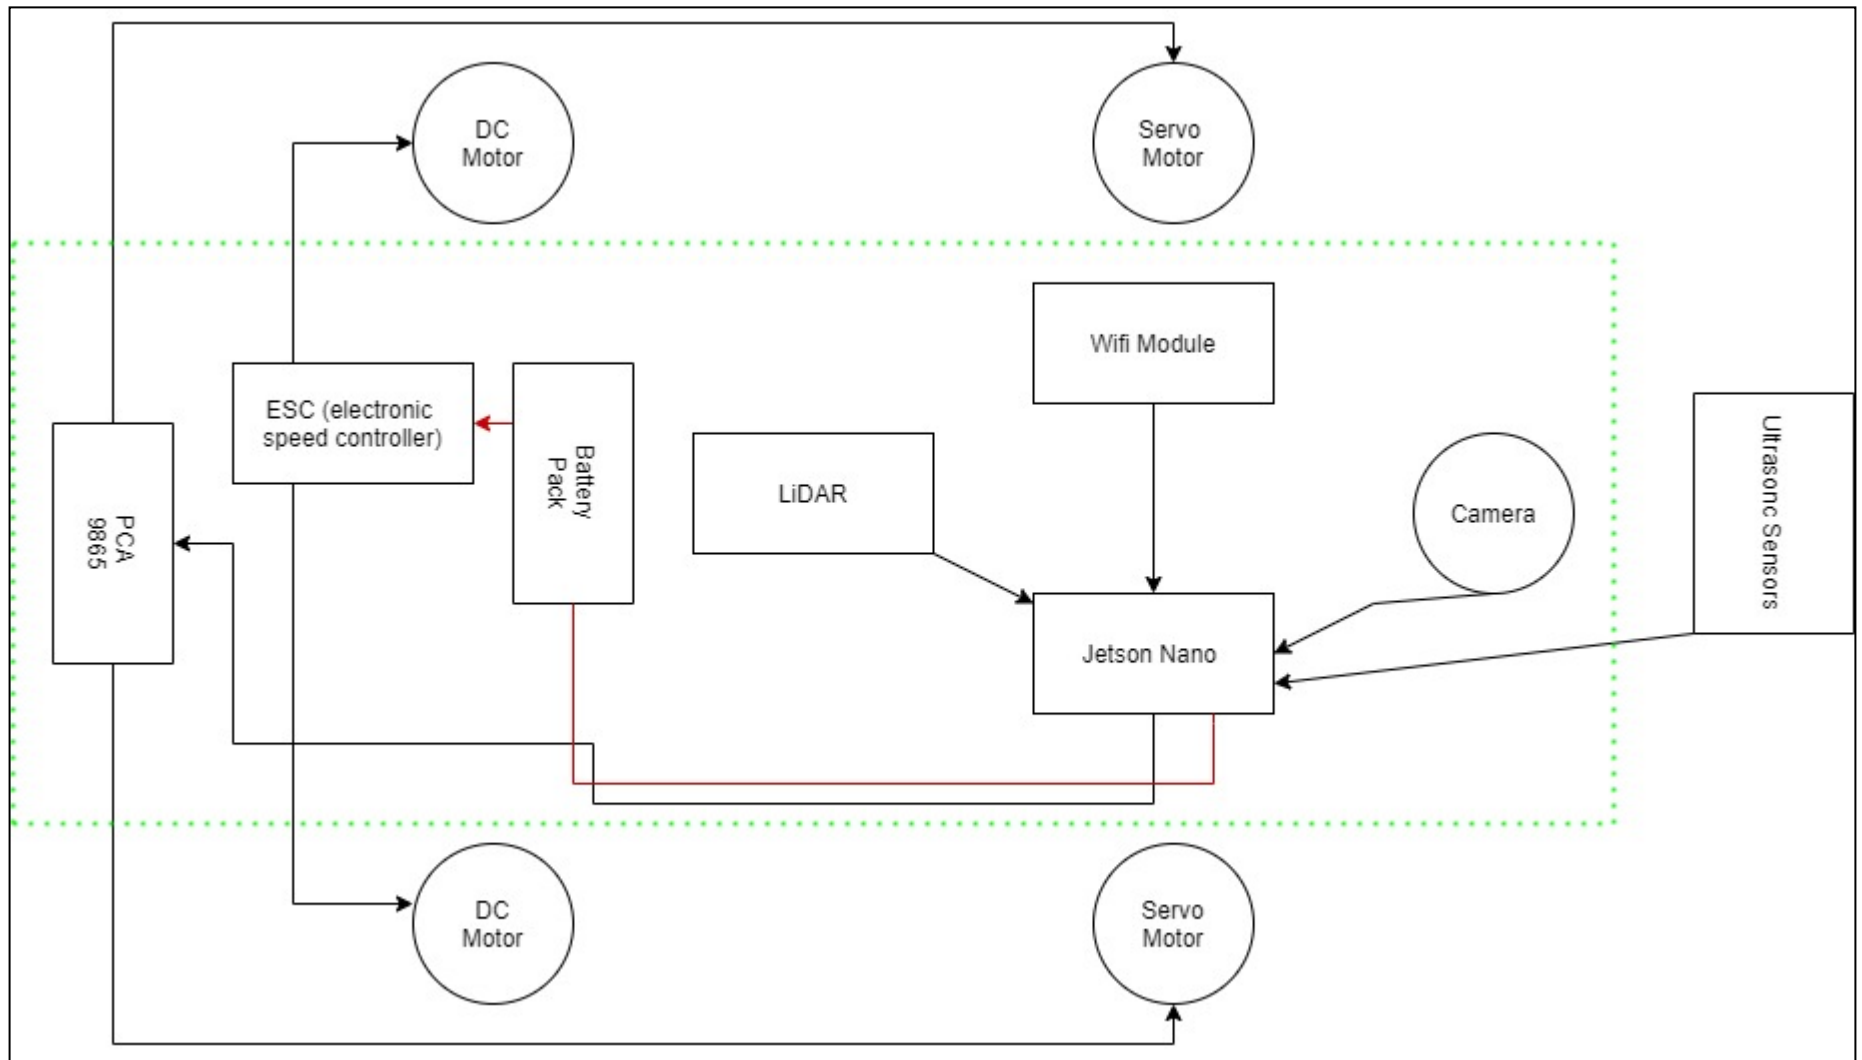 DC
Motor
Servo
Motor
Wifi Module
ESC (electronic
speed controller)
Battery
Pack
LiDAR
Camera
Ultrasonc Sensors
PCA
9865
Jetson Nano
DC
Motor
Servo
Motor